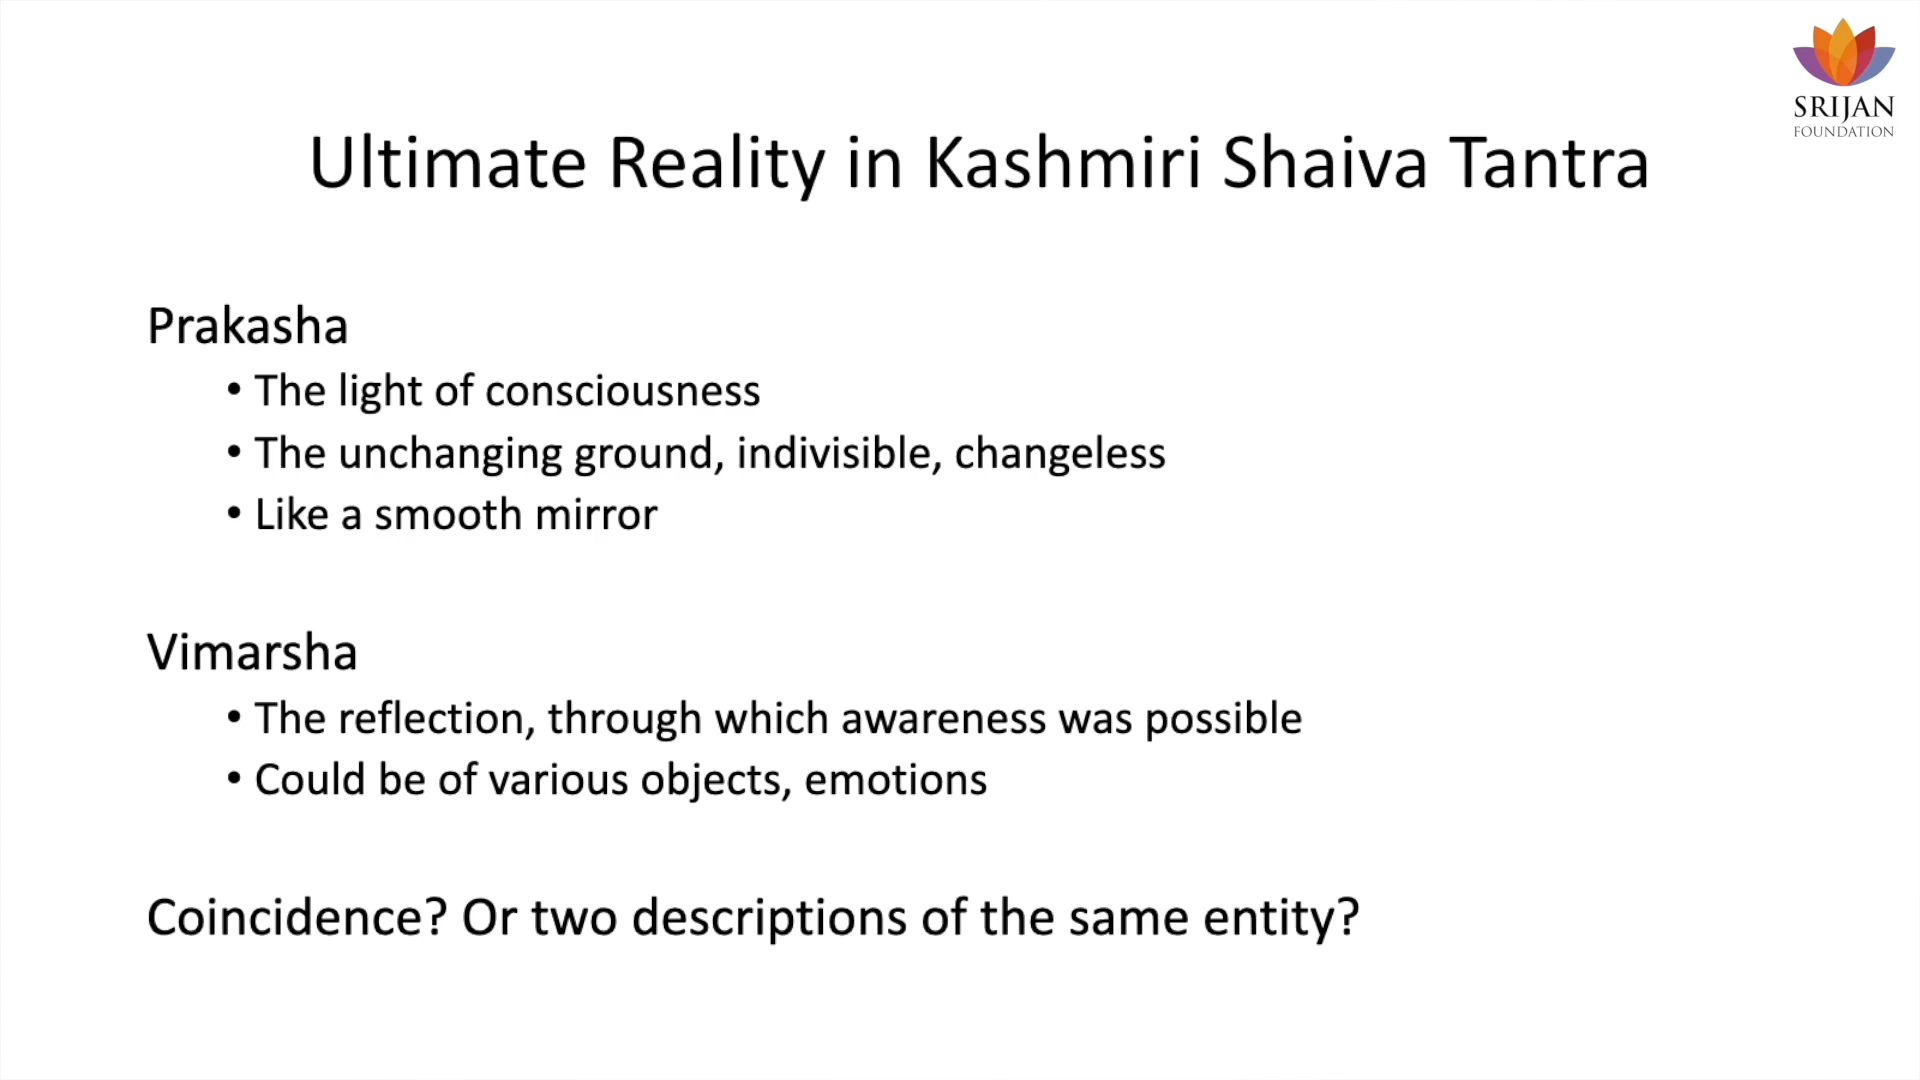 SRIJAN
FOUNDATION
Ultimate Reality in Kashmiri Shaiva Tantra
Prakasha
• The light of consciousness
• The unchanging ground, indivisible, changeless
• Like a smooth mirror
Vimarsha
• The reflection, through which awareness was possible
• Could be of various objects, emotions
Coincidence? Or two descriptions of the same entity?